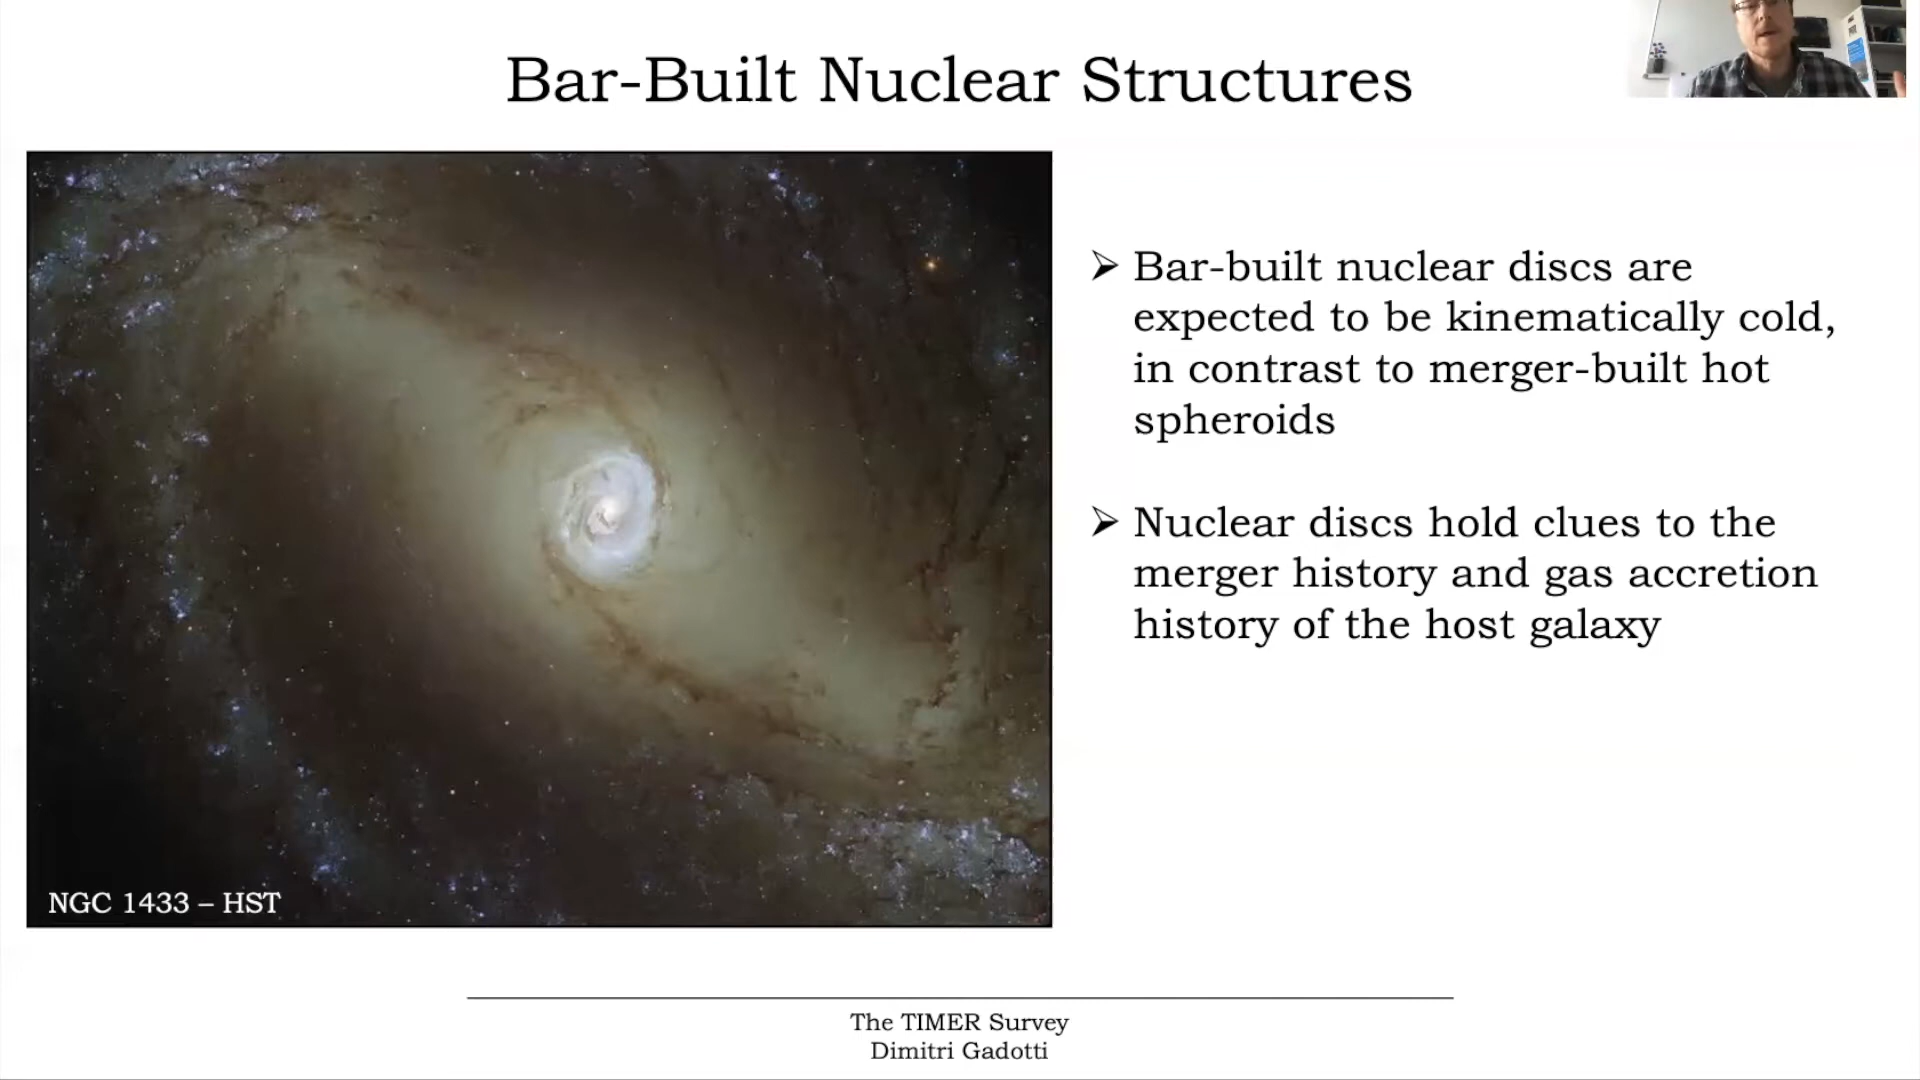 Bar-Built Nuclear Structures
➢ Bar-built nuclear discs are
expected to be kinematically cold,
in contrast to merger-built hot
spheroids
➢ Nuclear discs hold clues to the
merger history and gas accretion
history of the host galaxy
NGC 1433 – HST
The TIMER Survey
Dimitri Gadotti